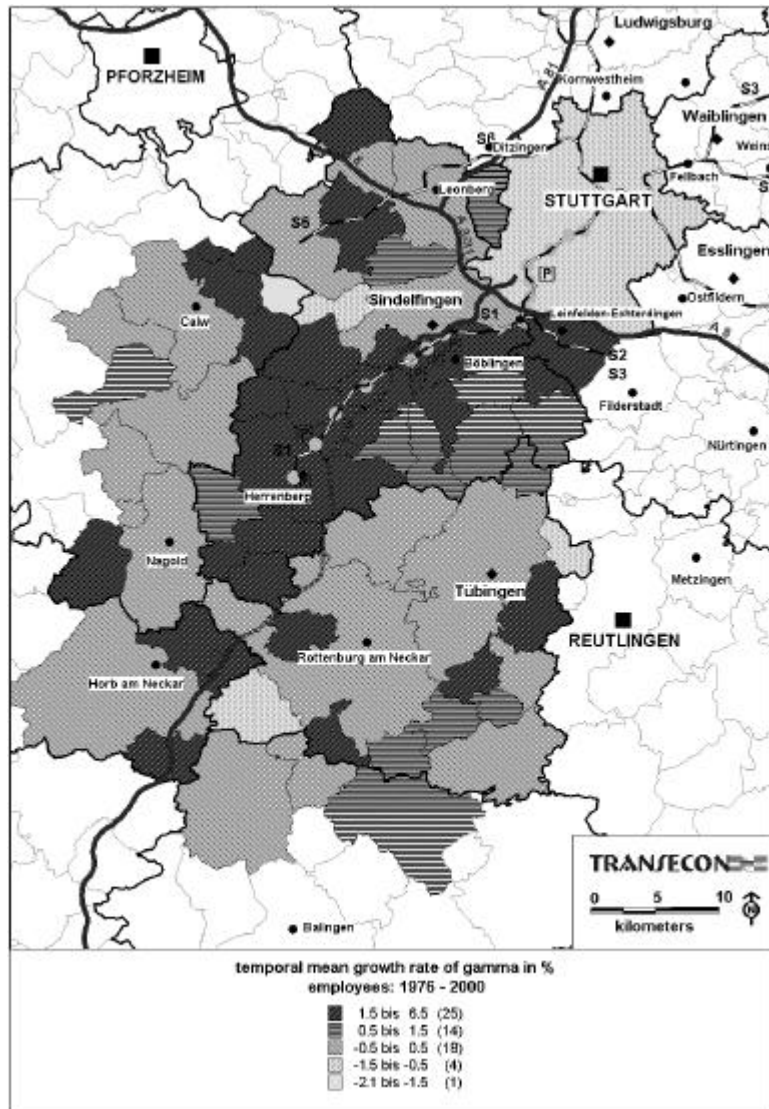 Ludwigsburg
PFORZHEIM
A 81
Kornwestheim
S3
Waiblingen
S6
Ditzingen
Fellbach
Leonberg
STUTTGART
S6
Esslingen
P
Ostfildern
Calw
Sindelfingen
S1
Leinfelden-Echterdingen
A 8
Böblingen
S2
S3
Filderstadt
Nürtingen
S1
Herrenberg
Nagold
Metzingen
Tübingen
REUTLINGEN
Rottenburg am Neckar
Horb am Neckar
TRANSECON
0 5 10
kilometers
N
Balingen
temporal mean growth rate of gamma in %
employees: 1976 - 2000
1.5 bis 6.5 (25)
0.5 bis 1.5 (14)
-0.5 bis 0.5 (18)
-1.5 bis -0.5 (4)
-2.1 bis -1.5 (1)